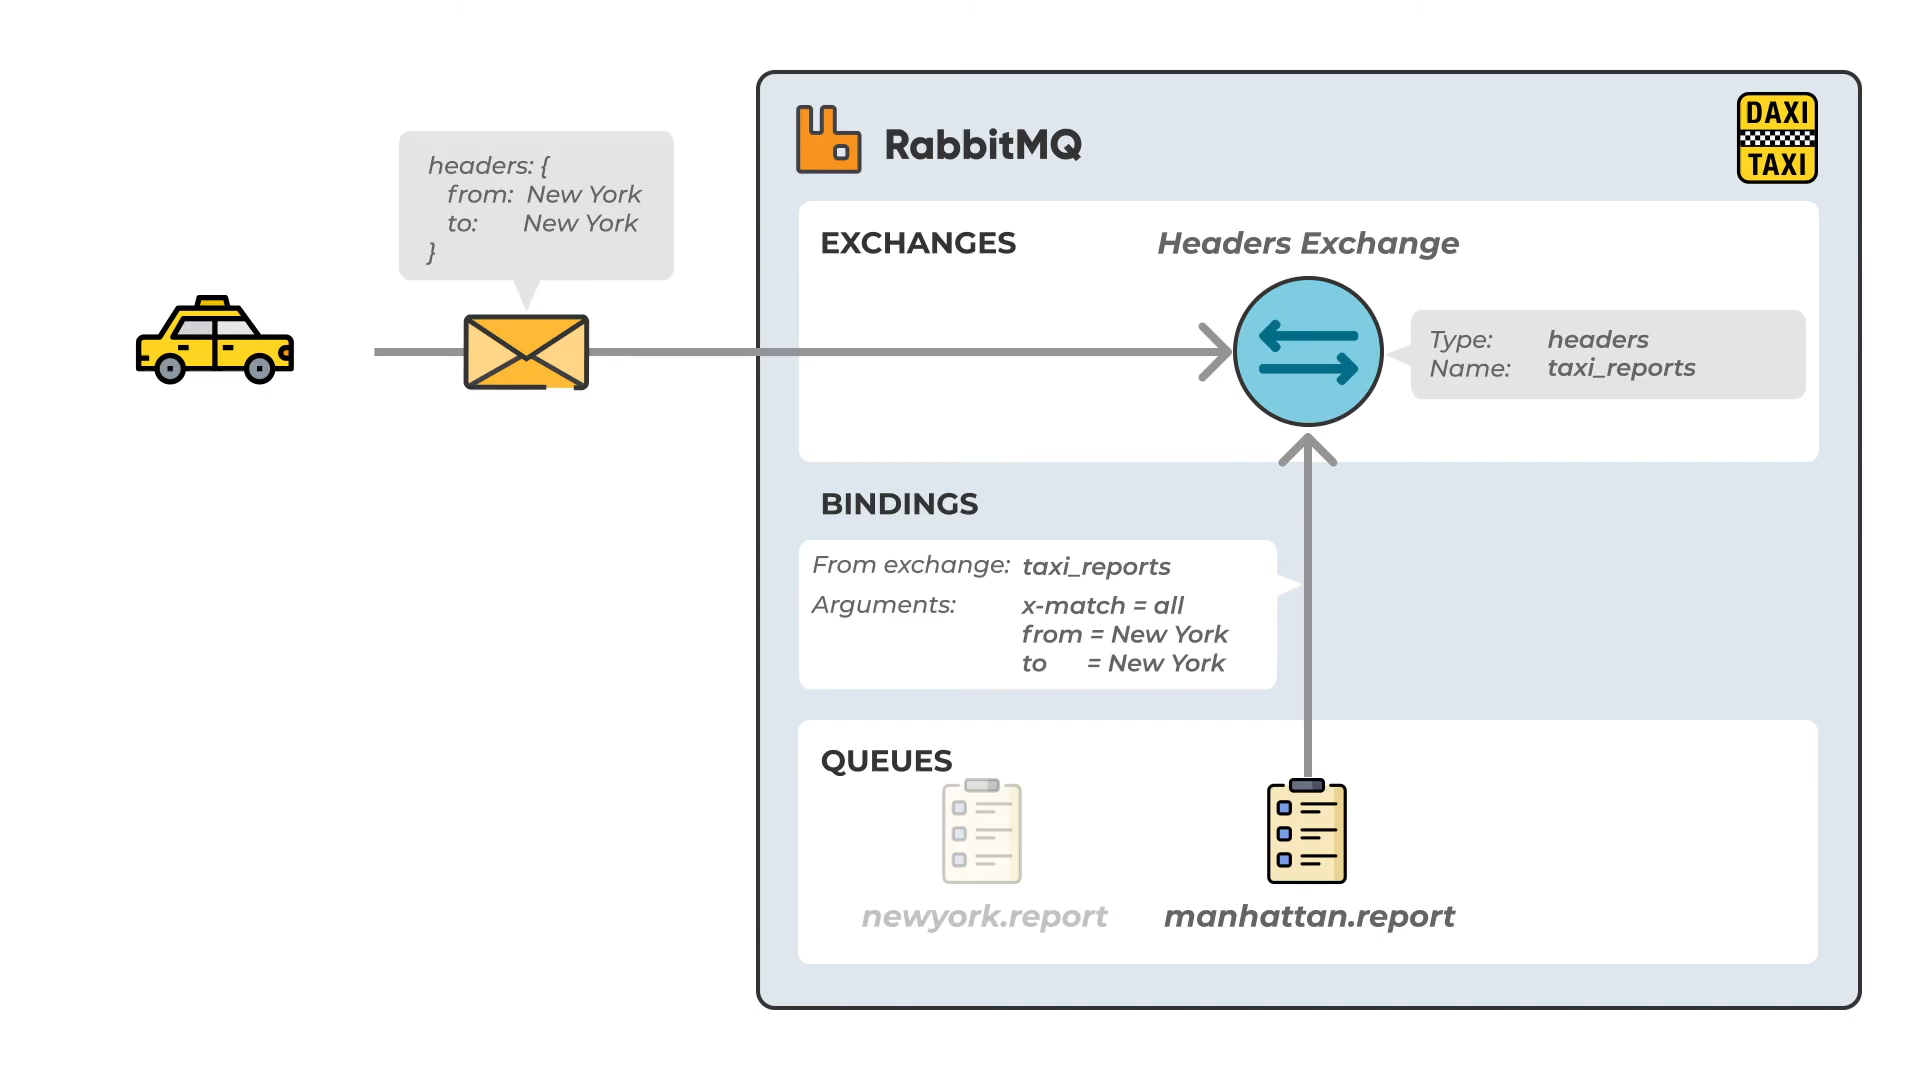 RabbitMQ
DAXI
TAXI
headers: {
from: New York
to: New York
}
EXCHANGES
Headers Exchange
Type: headers
Name: taxi_reports
BINDINGS
From exchange: taxi_reports
Arguments: x-match = all
from = New York
to = New York
QUEUES
newyork.report
manhattan.report